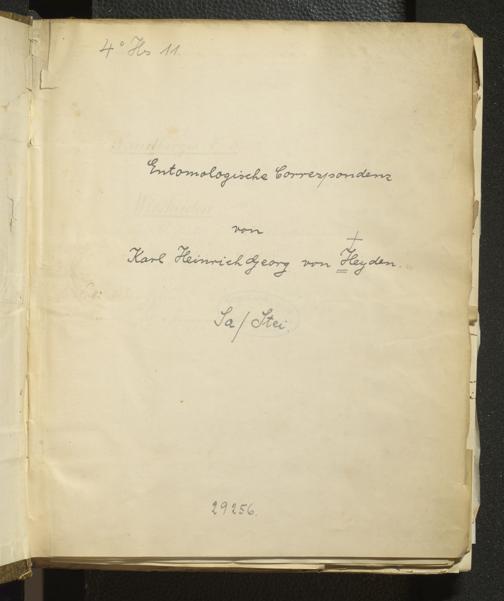 4° Hs 11.
Entomologische Correspondenz
von
Karl Heinrich Georg von Heyden.
Sa/Stei.
29256.